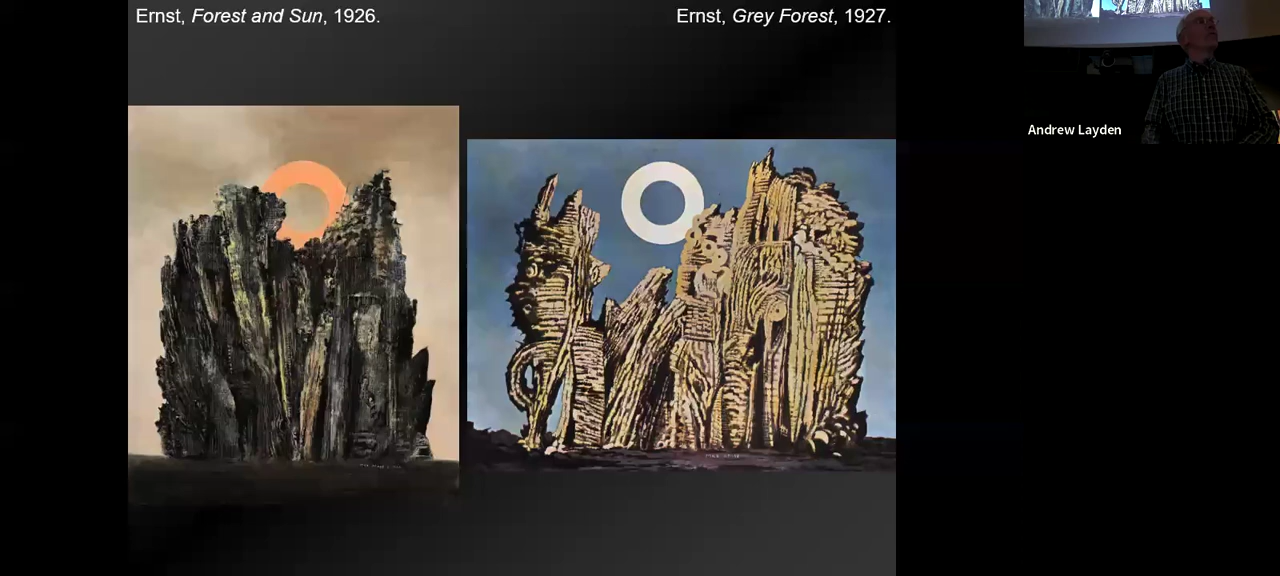 Ernst, Forest and Sun, 1926.
Ernst, Grey Forest, 1927.
Andrew Layden